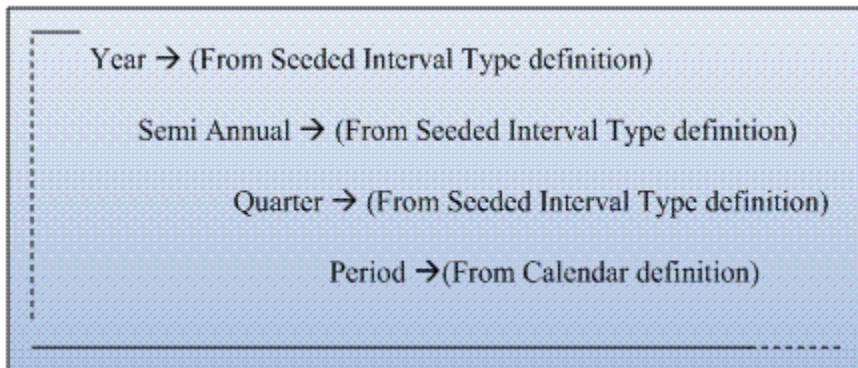 Year → (From Seeded Interval Type definition)
Semi Annual → (From Seeded Interval Type definition)
Quarter → (From Seeded Interval Type definition)
Period →(From Calendar definition)